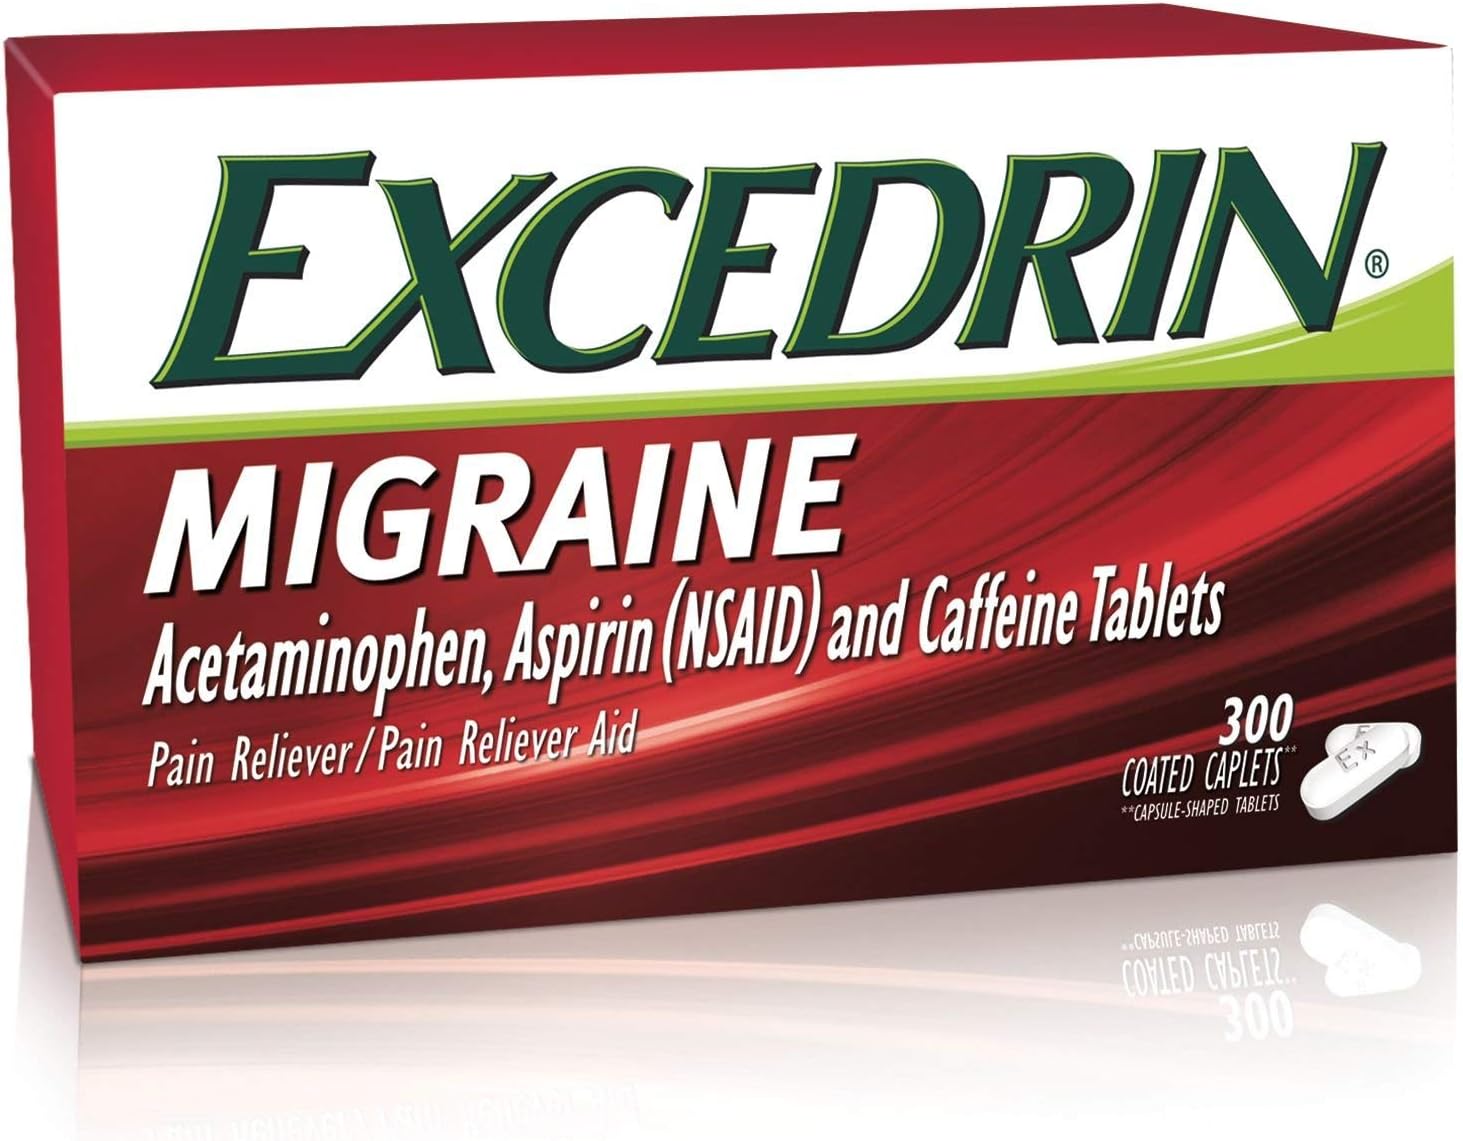 EXCEDRIN®
MIGRAINE
Acetaminophen, Aspirin (NSAID) and Caffeine Tablets
Pain Reliever/Pain Reliever Aid
300
COATED CAPLETS**
**CAPSULE-SHAPED TABLETS
EX